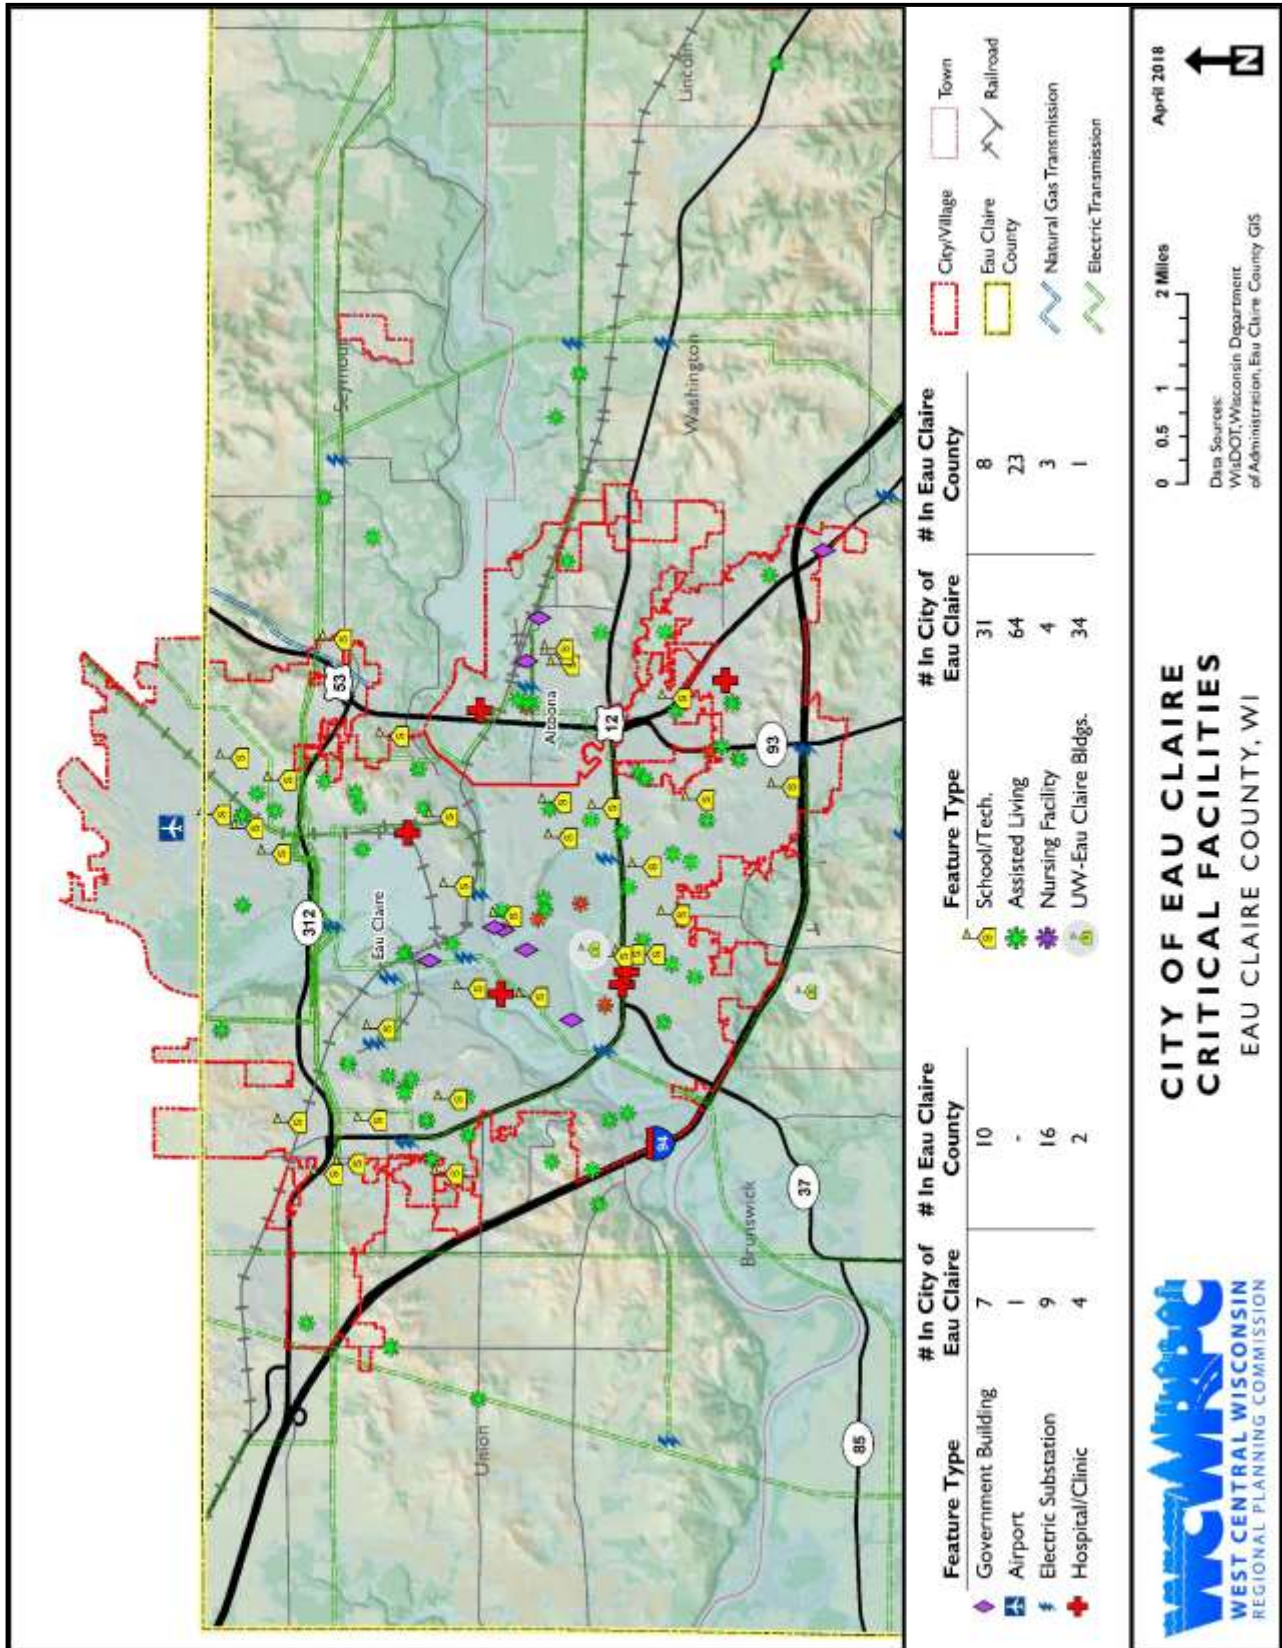 Lincoln
Seymour
Washington
53
Altoona
12
93
312
Eau Claire
94
Brunswick
37
Union
85
Feature Type
# In City of
Eau Claire
# In Eau Claire
County
Government Building
7
10
Airport
1
-
Electric Substation
9
16
Hospital/Clinic
4
2
Feature Type
# In City of
Eau Claire
# In Eau Claire
County
School/Tech.
31
8
Assisted Living
64
23
Nursing Facility
4
3
UW-Eau Claire Bldgs.
34
1
City/Village
Town
Eau Claire
County
Railroad
Natural Gas Transmission
Electric Transmission
WCWRPC
WEST CENTRAL WISCONSIN
REGIONAL PLANNING COMMISSION
CITY OF EAU CLAIRE
CRITICAL FACILITIES
EAU CLAIRE COUNTY, WI
0 0.5 1 2 Miles
Data Sources:
WisDOT, Wisconsin Department
of Administration, Eau Claire County GIS
April 2018
N